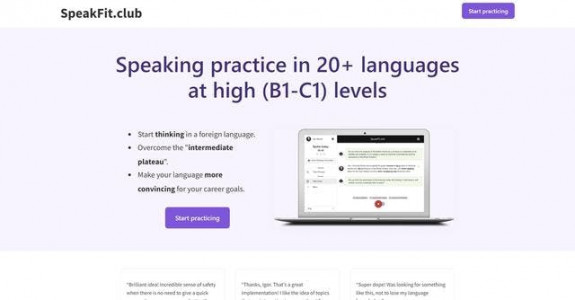 SpeakFit.club
Start practicing
Speaking practice in 20+ languages
at high (B1-C1) levels
Start thinking in a foreign language.
Overcome the "intermediate
plateau".
Make your language more
convincing for your career goals.
Start practicing
"Brilliant idea! Incredible sense of safety
when there is no need to give a quick
"Thanks, Igor. That's a great
implementation! I like the idea of topics
"Super dope! Was looking for something
like this, not to lose my language